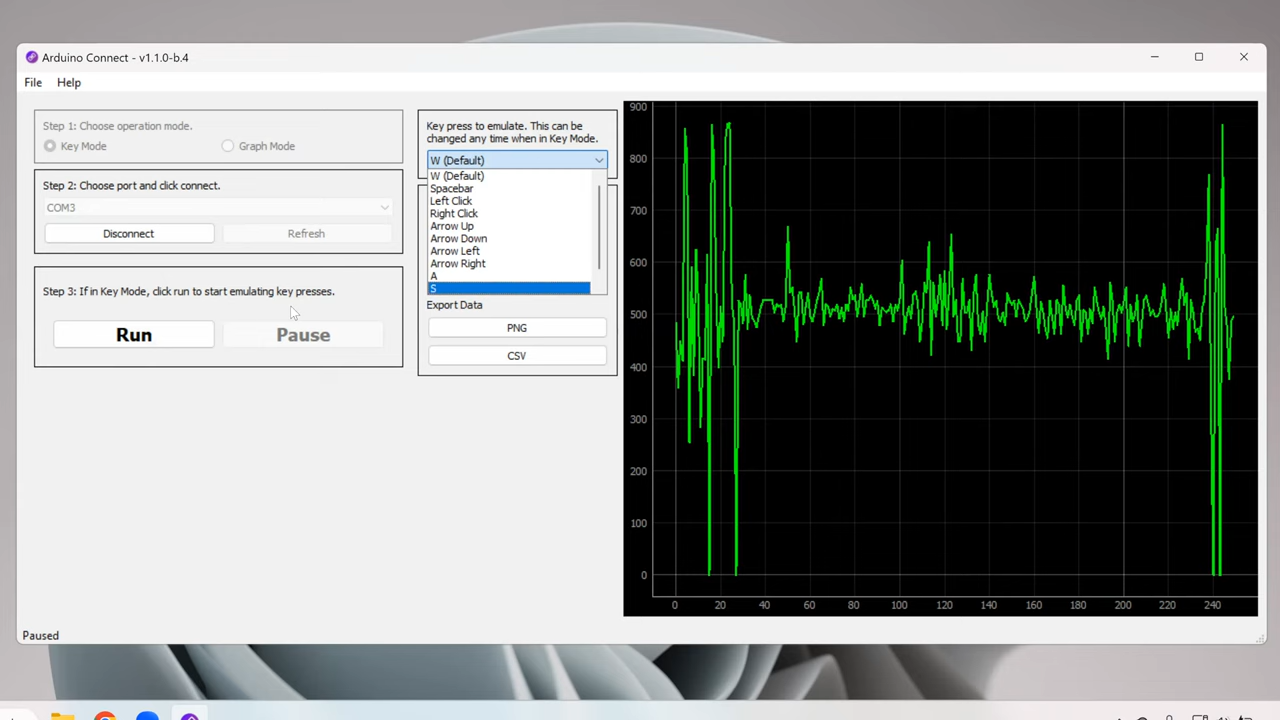 Arduino Connect - v1.1.0-b.4
File Help
Step 1: Choose operation mode.
Key Mode Graph Mode
Step 2: Choose port and click connect.
COM3
Disconnect Refresh
Step 3: If in Key Mode, click run to start emulating key presses.
Run Pause
Key press to emulate. This can be
changed any time when in Key Mode.
W (Default)
W (Default)
Spacebar
Left Click
Right Click
Arrow Up
Arrow Down
Arrow Left
Arrow Right
A
S
Export Data
PNG
CSV
900
800
700
600
500
400
300
200
100
0
0 20 40 60 80 100 120 140 160 180 200 220 240
Paused